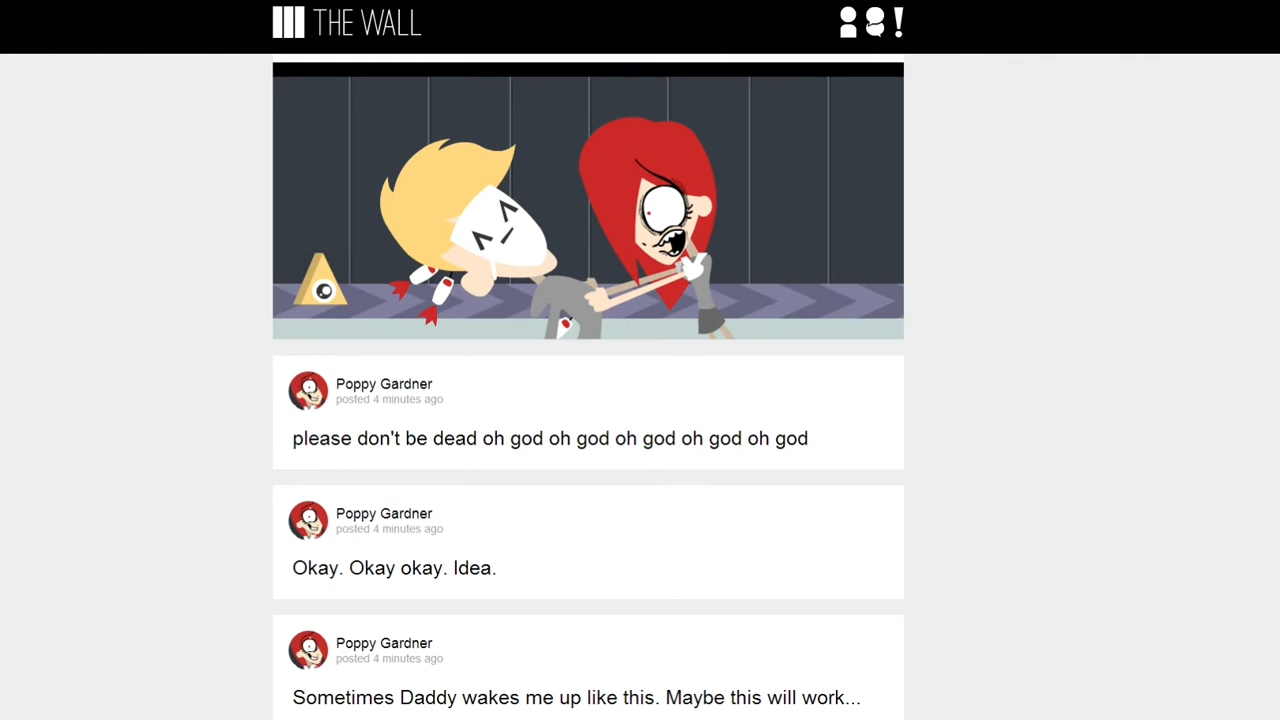 THE WALL
Poppy Gardner
posted 4 minutes ago
please don't be dead oh god oh god oh god oh god oh god
Poppy Gardner
posted 4 minutes ago
Okay. Okay okay. Idea.
Poppy Gardner
posted 4 minutes ago
Sometimes Daddy wakes me up like this. Maybe this will work...